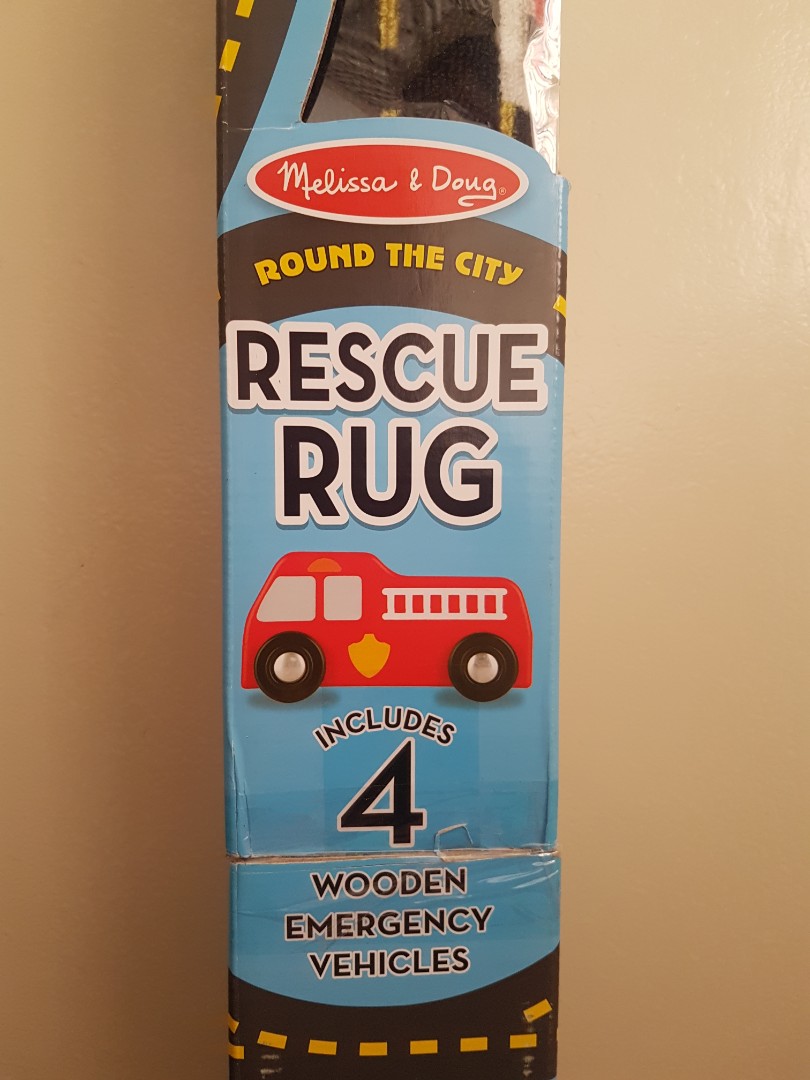 Melissa & Doug®
ROUND THE CITY
RESCUE
RUG
INCLUDES
4
WOODEN
EMERGENCY
VEHICLES